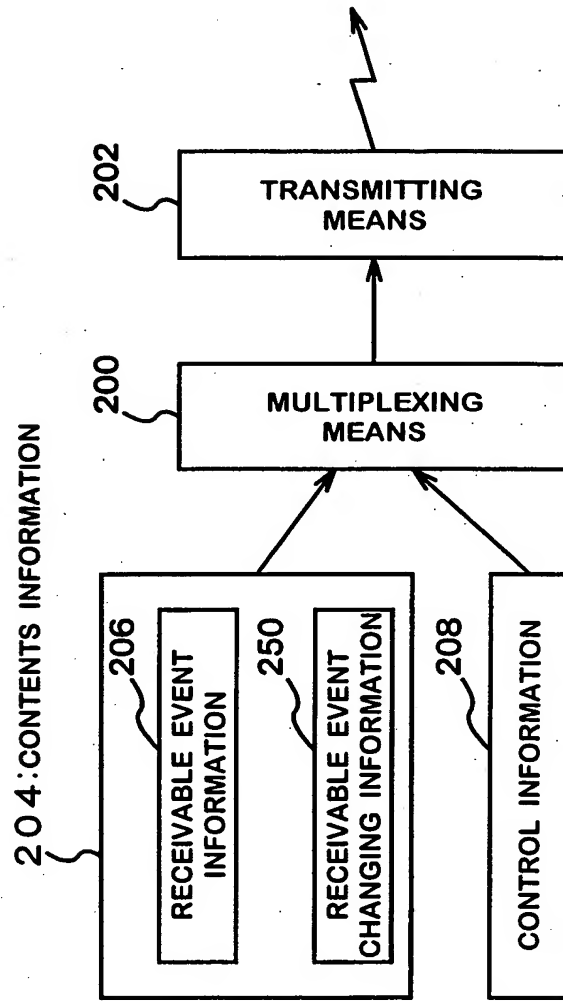 204:CONTENTS INFORMATION
206
RECEIVABLE EVENT
INFORMATION
250
RECEIVABLE EVENT
CHANGING INFORMATION
208
CONTROL INFORMATION
200
MULTIPLEXING
MEANS
202
TRANSMITTING
MEANS